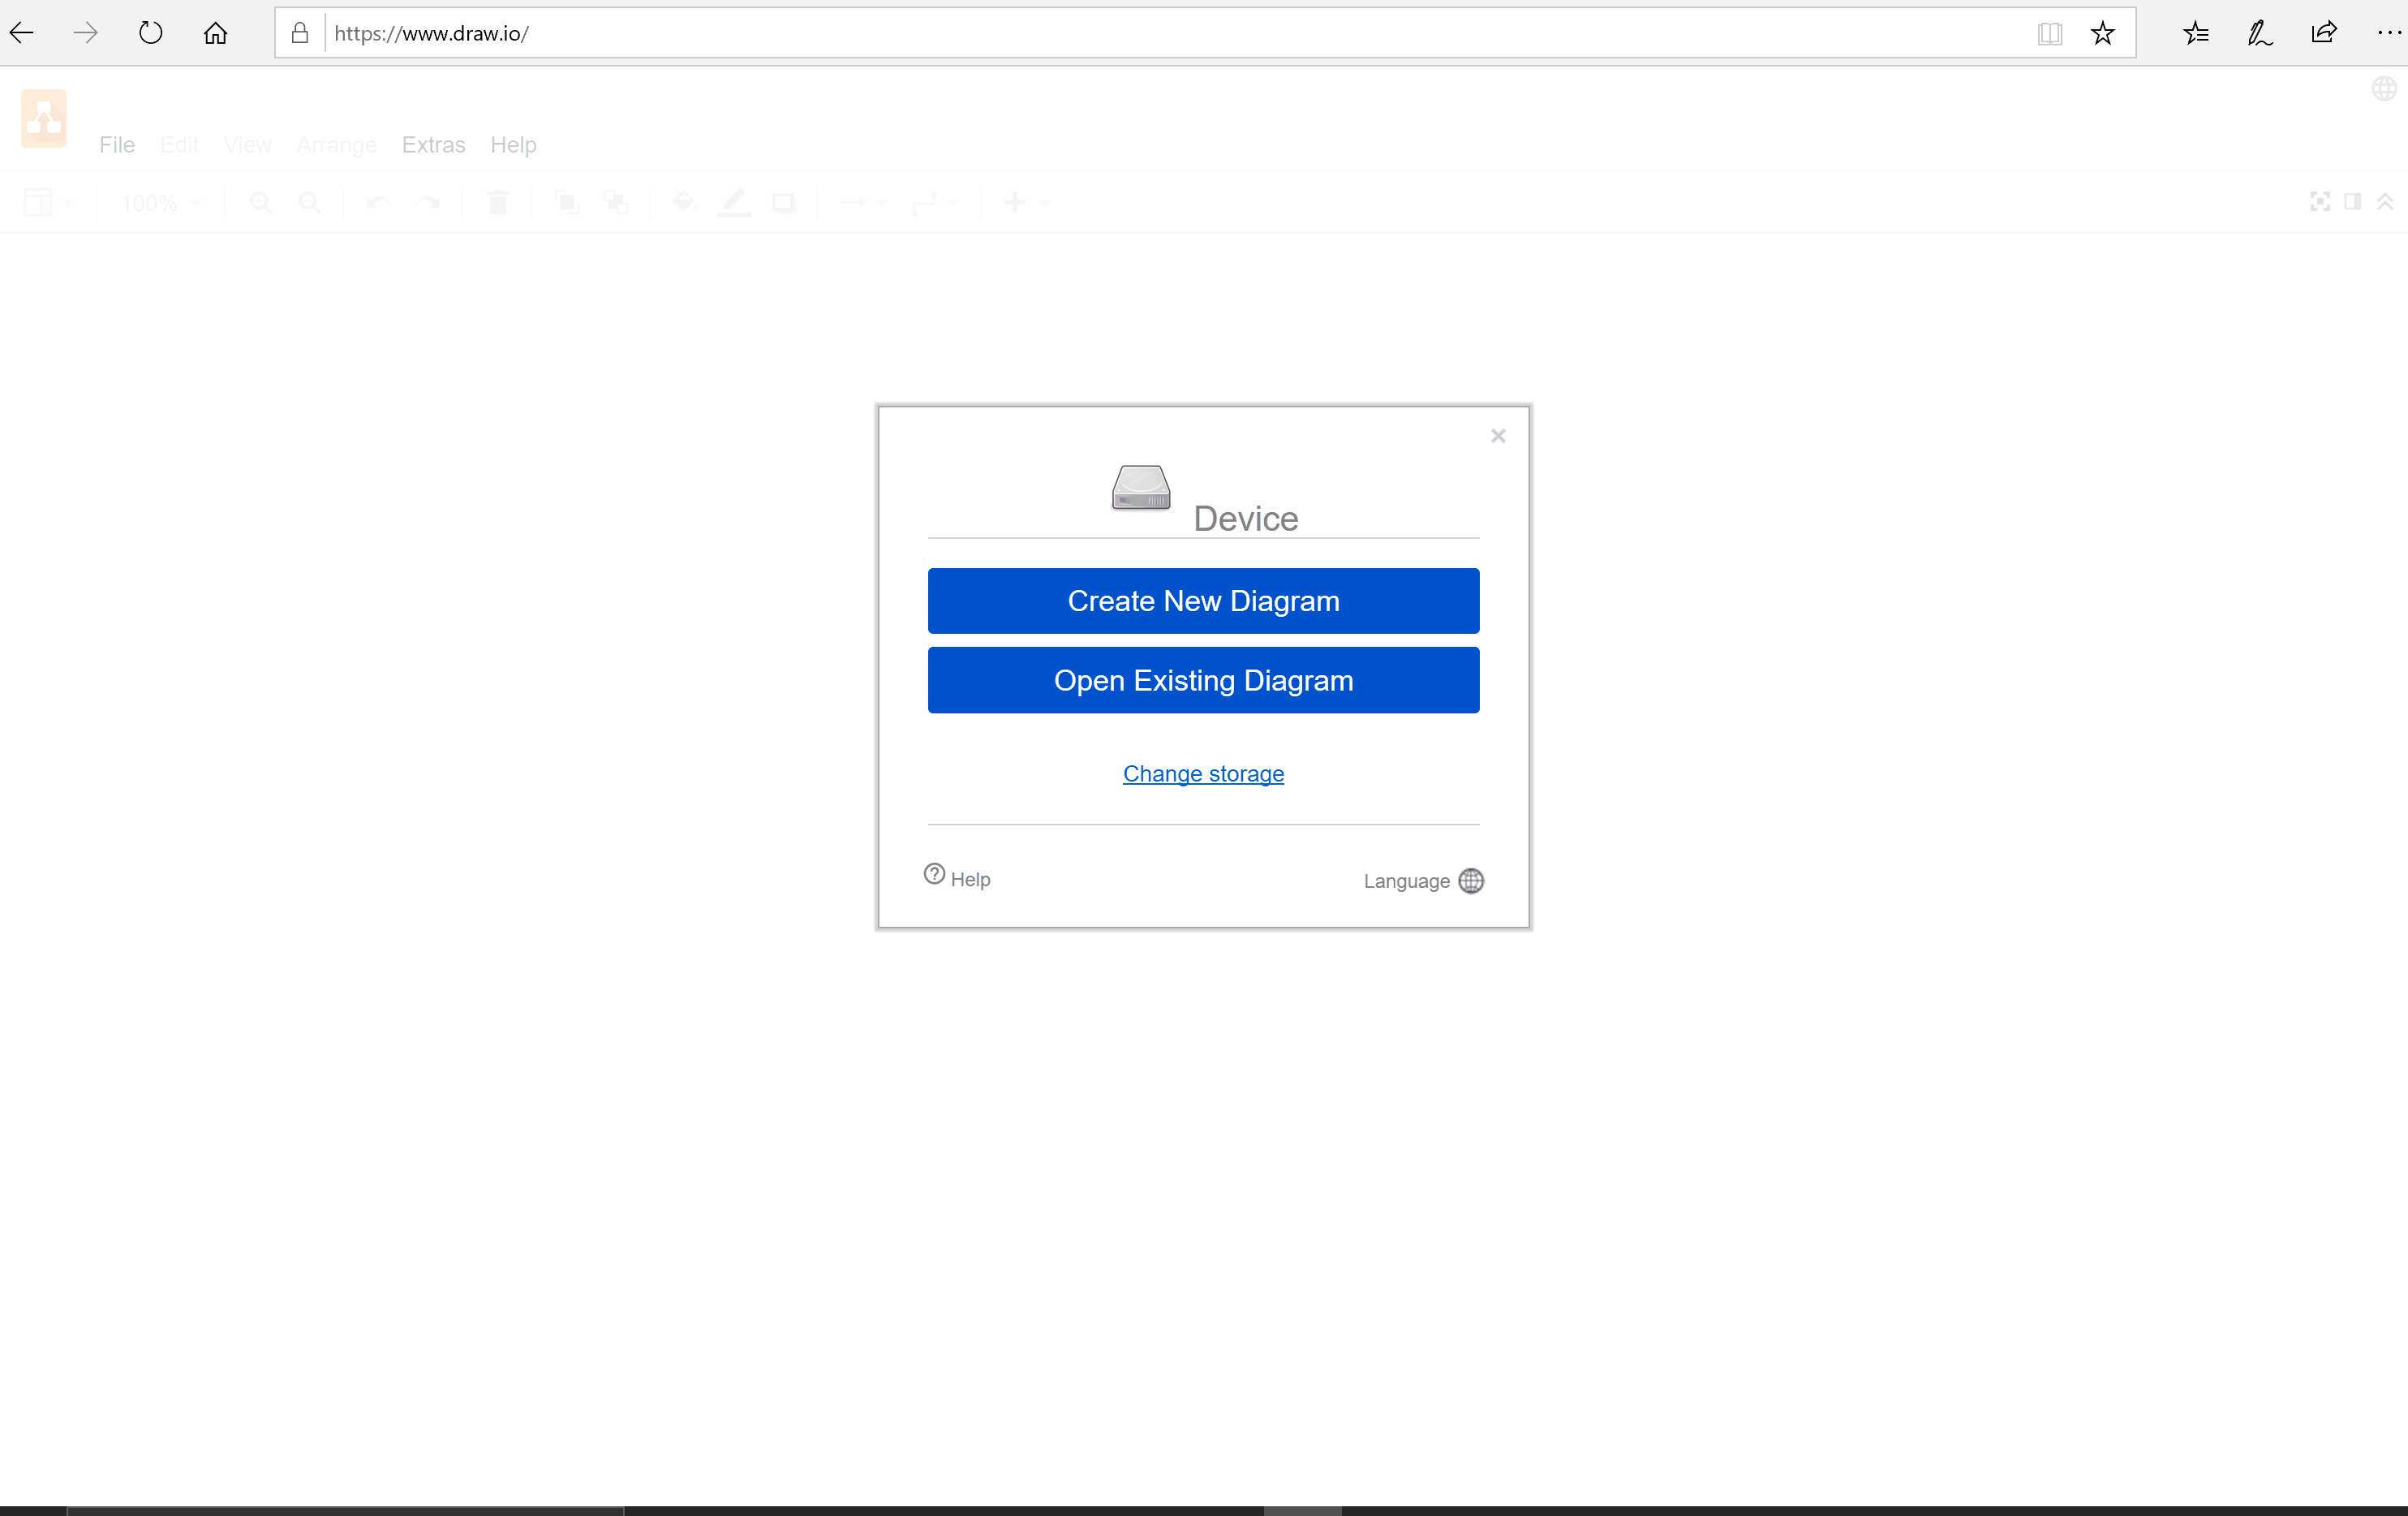 https://www.draw.io/
File Edit View Arrange Extras Help
100%
Device
Create New Diagram
Open Existing Diagram
Change storage
Help Language